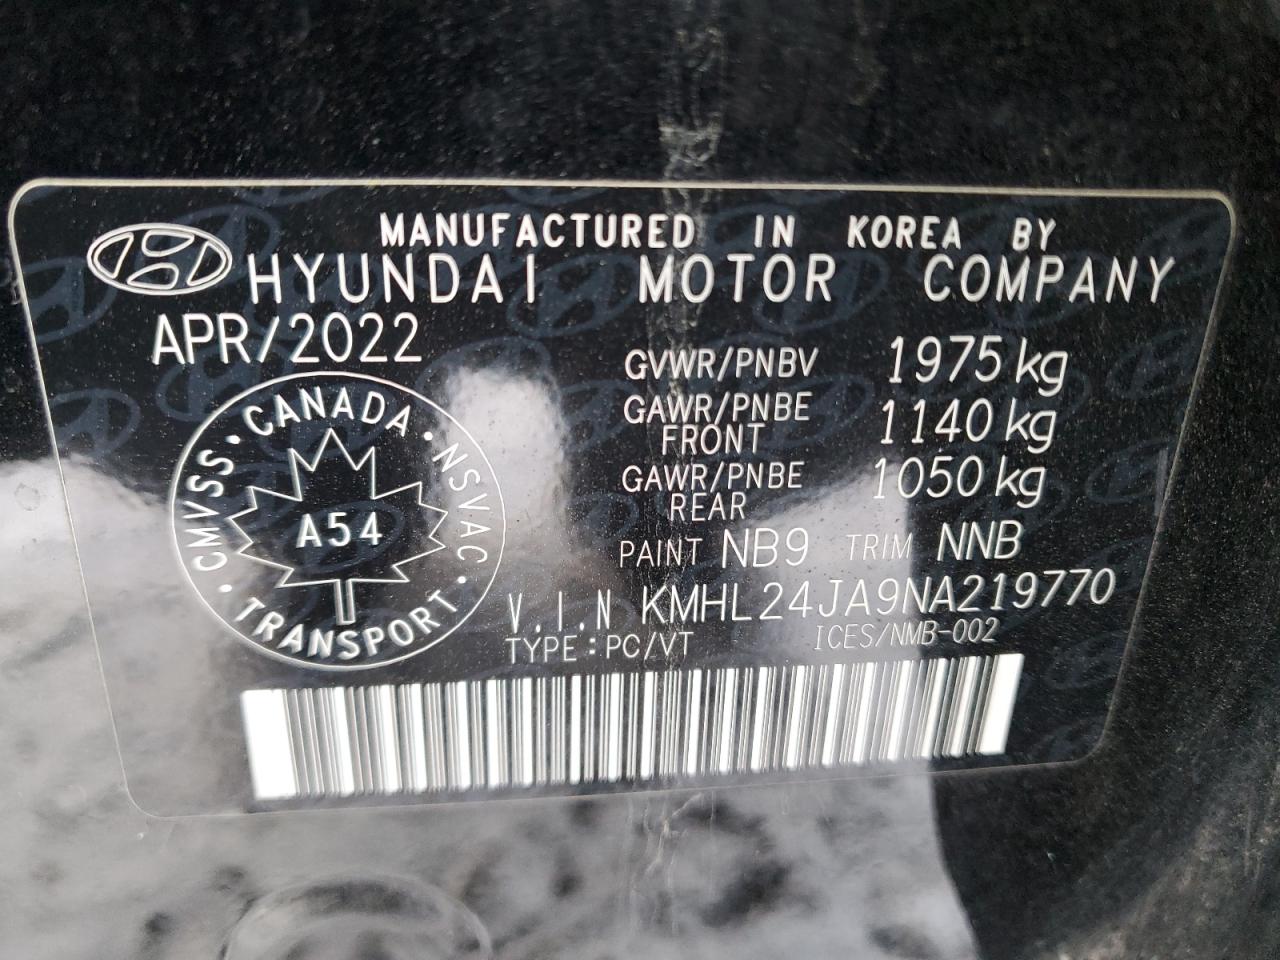 MANUFACTURED IN KOREA BY
HYUNDAI MOTOR COMPANY
APR/2022
GVWR/PNBV 1975 kg
GAWR/PNBE FRONT 1140 kg
GAWR/PNBE REAR 1050 kg
PAINT NB9 TRIM NNB
V.I.N KMHL24JA9NA219770
TYPE:PC/VT ICES/NMB-002
CMVSS · CANADA · NSVAC · TRANSPORT ·
A54